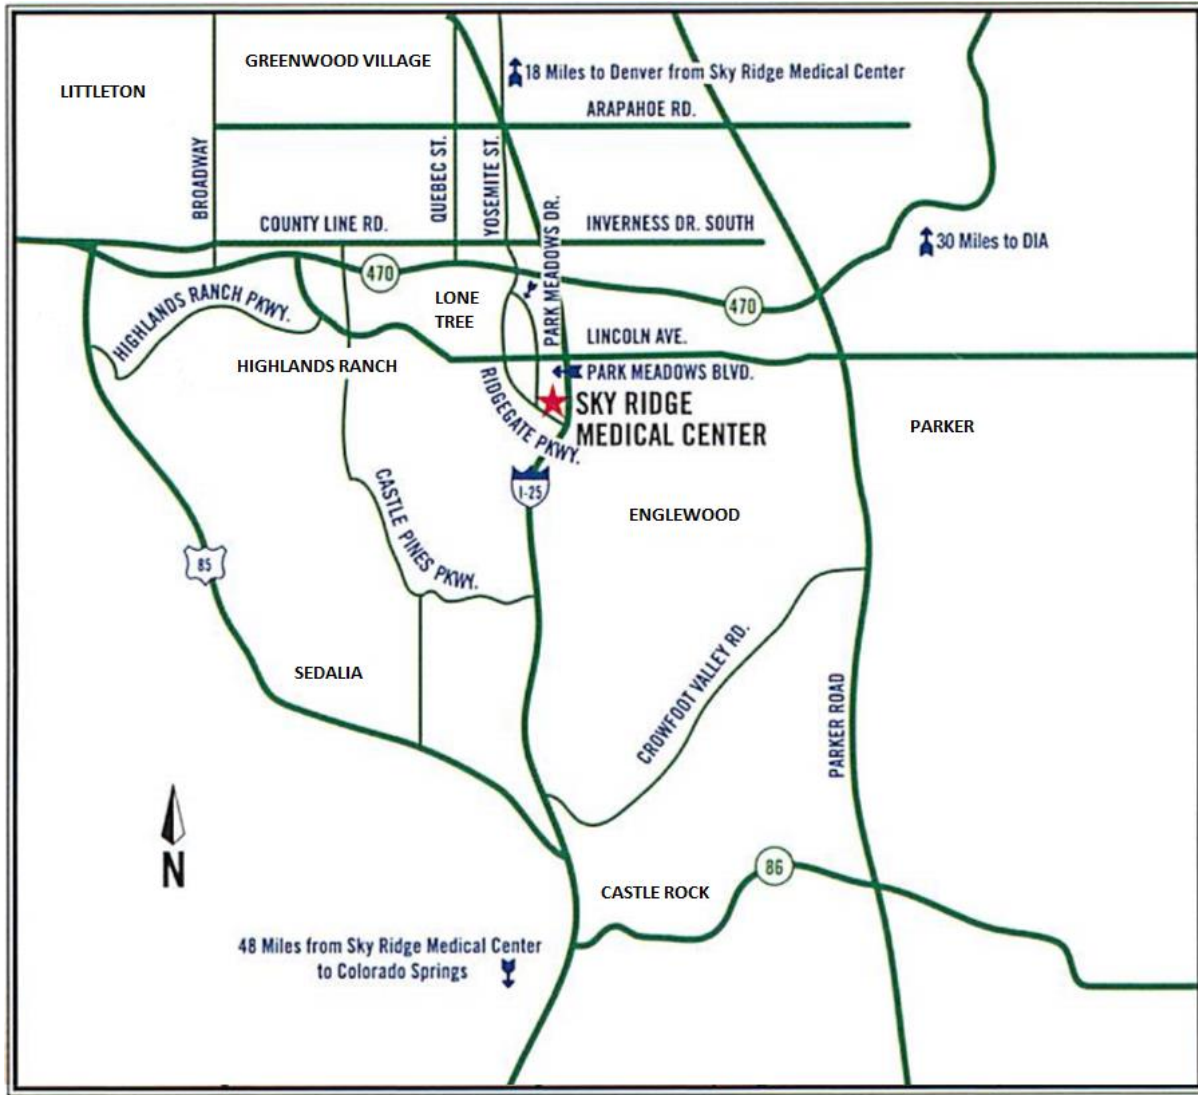 GREENWOOD VILLAGE
LITTLETON
18 Miles to Denver from Sky Ridge Medical Center
ARAPAHOE RD.
BROADWAY
QUEBEC ST.
YOSEMITE ST.
PARK MEADOWS DR.
COUNTY LINE RD.
INVERNESS DR. SOUTH
30 Miles to DIA
470
470
HIGHLANDS RANCH PKWY.
LONE
TREE
LINCOLN AVE.
HIGHLANDS RANCH
PARK MEADOWS BLVD.
RIDGEGATE PKWY.
SKY RIDGE
MEDICAL CENTER
PARKER
I-25
CASTLE PINES PKWY.
ENGLEWOOD
85
SEDALIA
CROWFOOT VALLEY RD.
PARKER ROAD
N
86
CASTLE ROCK
48 Miles from Sky Ridge Medical Center
to Colorado Springs